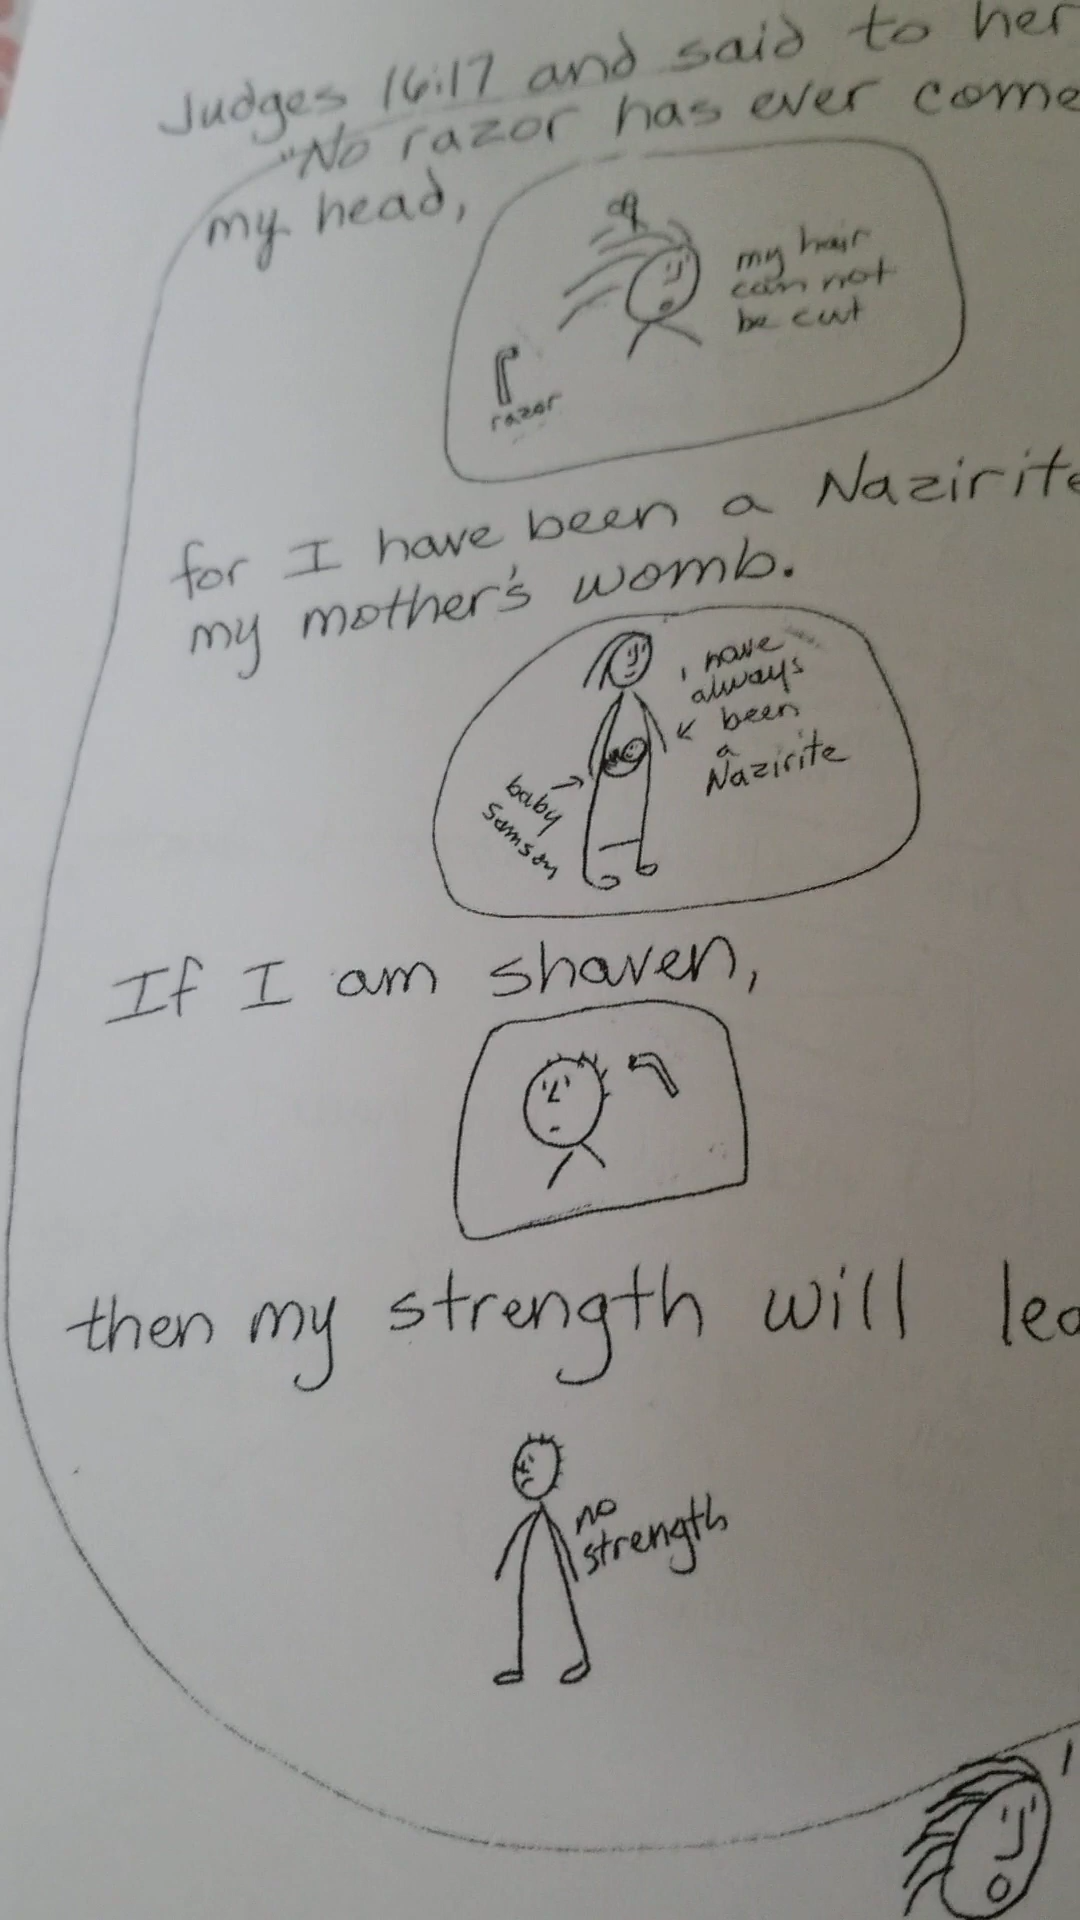 Judges 16:17 and said to her
"No razor has ever come
my head,
my hair
can not
be cut
razor
for I have been a Nazirite
my mother's womb.
I have
always
been
a
Nazirite
baby
Samson
If I am shaven,
then my strength will lea
no
strength